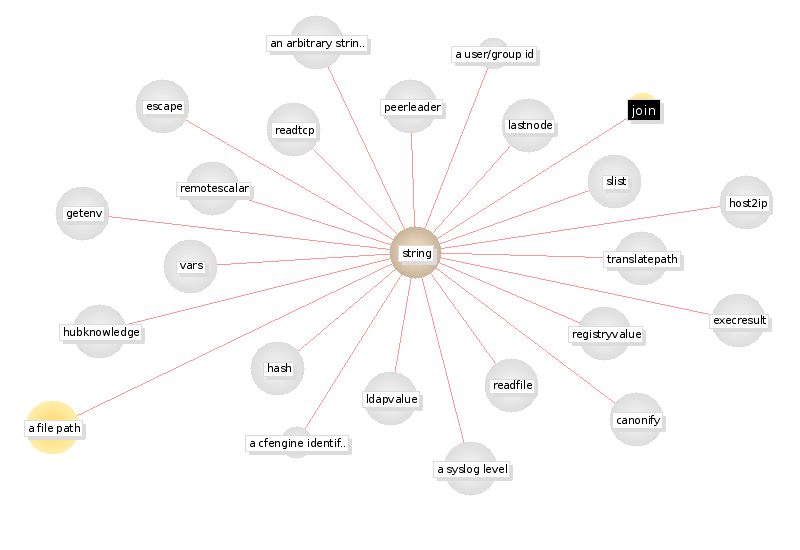 an arbitrary strin..
a user/group id
escape
peerleader
join
readtcp
lastnode
remotescalar
slist
getenv
host2ip
string
vars
translatepath
hubknowledge
registryvalue
execresult
hash
readfile
ldapvalue
a file path
canonify
a cfengine identif..
a syslog level